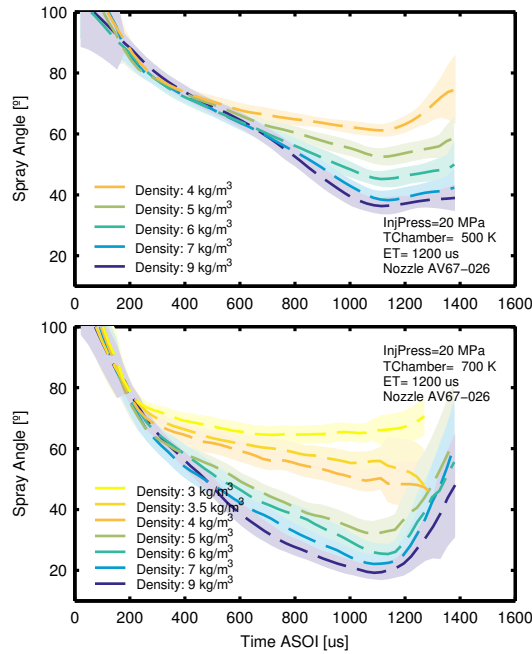 100
80
60
40
20
Spray Angle [º]
Density: 4 kg/m³
Density: 5 kg/m³
Density: 6 kg/m³
Density: 7 kg/m³
Density: 9 kg/m³
InjPress=20 MPa
TChamber= 500 K
ET= 1200 us
Nozzle AV67−026
0 200 400 600 800 1000 1200 1400 1600
100
80
60
40
20
Spray Angle [º]
InjPress=20 MPa
TChamber= 700 K
ET= 1200 us
Nozzle AV67−026
Density: 3 kg/m³
Density: 3.5 kg/m³
Density: 4 kg/m³
Density: 5 kg/m³
Density: 6 kg/m³
Density: 7 kg/m³
Density: 9 kg/m³
0 200 400 600 800 1000 1200 1400 1600
Time ASOI [us]